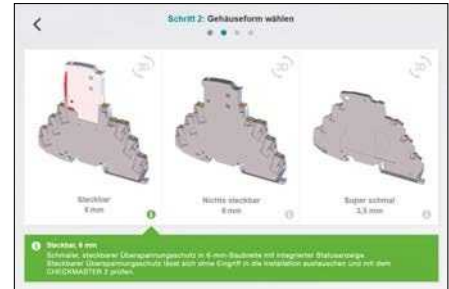 Schritt 2: Gehäuseform wählen
3D
3D
3D
Steckbar
6 mm
Nichts steckbar
6 mm
Super schmal
3,5 mm
Steckbar, 6 mm
Schmaler, steckbarer Überspannungsschutz in 6-mm-Baubreite mit integrierter Statusanzeige.
Steckbarer Überspannungsschutz lässt sich ohne Eingriff in die Installation austauschen und mit dem
CHECKMASTER 2 prüfen.